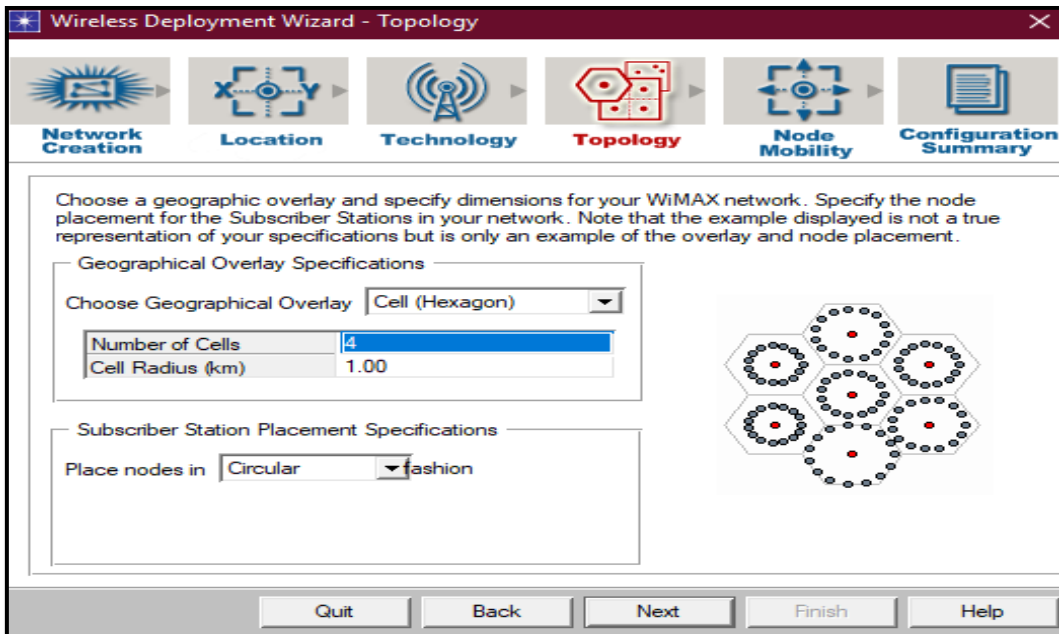 Wireless Deployment Wizard - Topology
Network
Creation
X
Y
Location
Technology
Topology
Node
Mobility
Configuration
Summary
Choose a geographic overlay and specify dimensions for your WiMAX network. Specify the node
placement for the Subscriber Stations in your network. Note that the example displayed is not a true
representation of your specifications but is only an example of the overlay and node placement.
Geographical Overlay Specifications
Choose Geographical Overlay Cell (Hexagon)
Number of Cells 4
Cell Radius (km) 1.00
Subscriber Station Placement Specifications
Place nodes in Circular fashion
Quit Back Next Finish Help